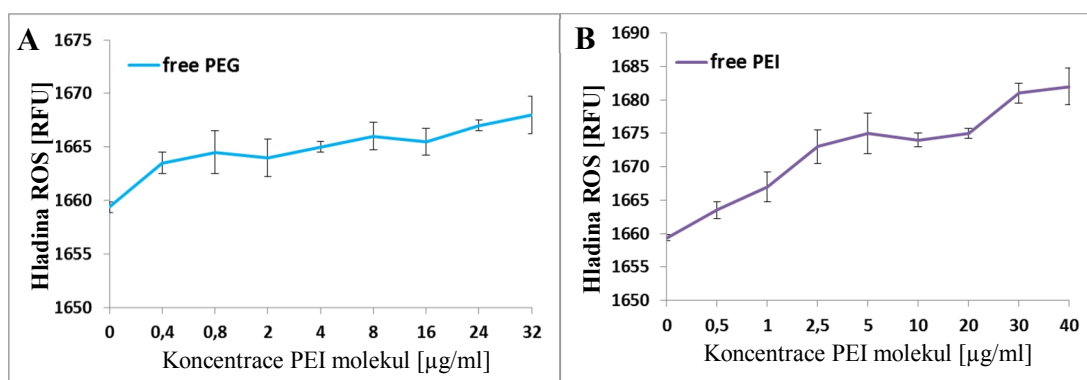 A
free PEG
Hladina ROS [RFU]
1675
1670
1665
1660
1655
1650
0 0,4 0,8 2 4 8 16 24 32
Koncentrace PEI molekul [µg/ml]
B
free PEI
Hladina ROS [RFU]
1690
1685
1680
1675
1670
1665
1660
1655
1650
0 0,5 1 2,5 5 10 20 30 40
Koncentrace PEI molekul [µg/ml]